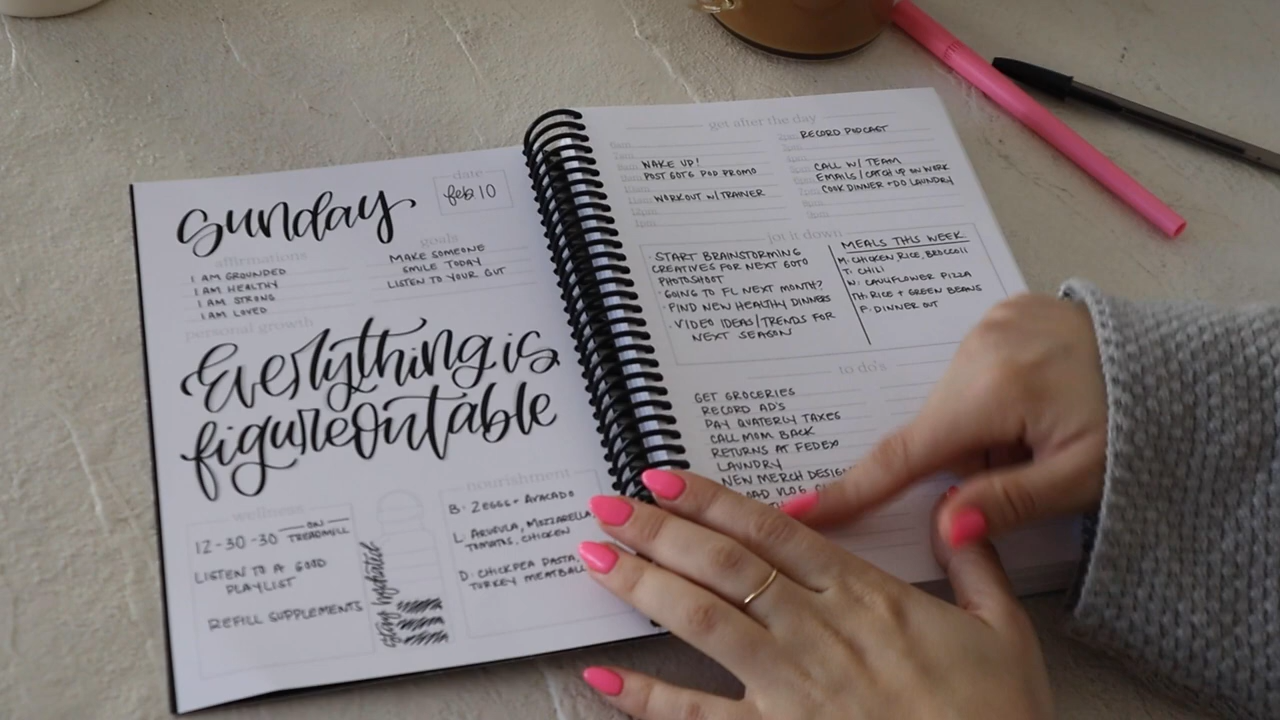 sunday
date
feb 10
affirmations
I AM GROUNDED
I AM HEALTHY
I AM STRONG
I AM LOVED
goals
MAKE SOMEONE
SMILE TODAY
LISTEN TO YOUR GUT
personal growth
Everything is
figureoutable
wellness
12-30-30 ON
TREADMILL
LISTEN TO A GOOD
PLAYLIST
REFILL SUPPLEMENTS
stay hydrated
nourishment
B: 2 EGGS + AVACADO
L: ARUGULA, MOZZARELLA
TOMATOS, CHICKEN
D: CHICKPEA PASTA,
TURKEY MEATBALL
get after the day
WAKE UP!
POST GOTG POD PROMO
WORKOUT W/ TRAINER
RECORD PODCAST
CALL W/ TEAM
EMAILS / CATCH UP ON WORK
COOK DINNER + DO LAUNDRY
jot it down
· START BRAINSTORMING
CREATIVES FOR NEXT GOTG
PHOTOSHOOT
· GOING TO FL NEXT MONTH?
· FIND NEW HEALTHY DINNERS
· VIDEO IDEAS / TRENDS FOR
NEXT SEASON
MEALS THIS WEEK
M: CHICKEN, RICE, BROCCOLI
T: CHILI
W: CAULIFLOWER PIZZA
TH: RICE + GREEN BEANS
F: DINNER OUT
to do's
GET GROCERIES
RECORD AD'S
PAY QUATERLY TAXES
CALL MOM BACK
RETURNS AT FEDEX
LAUNDRY
NEW MERCH DESIGN
VLOG